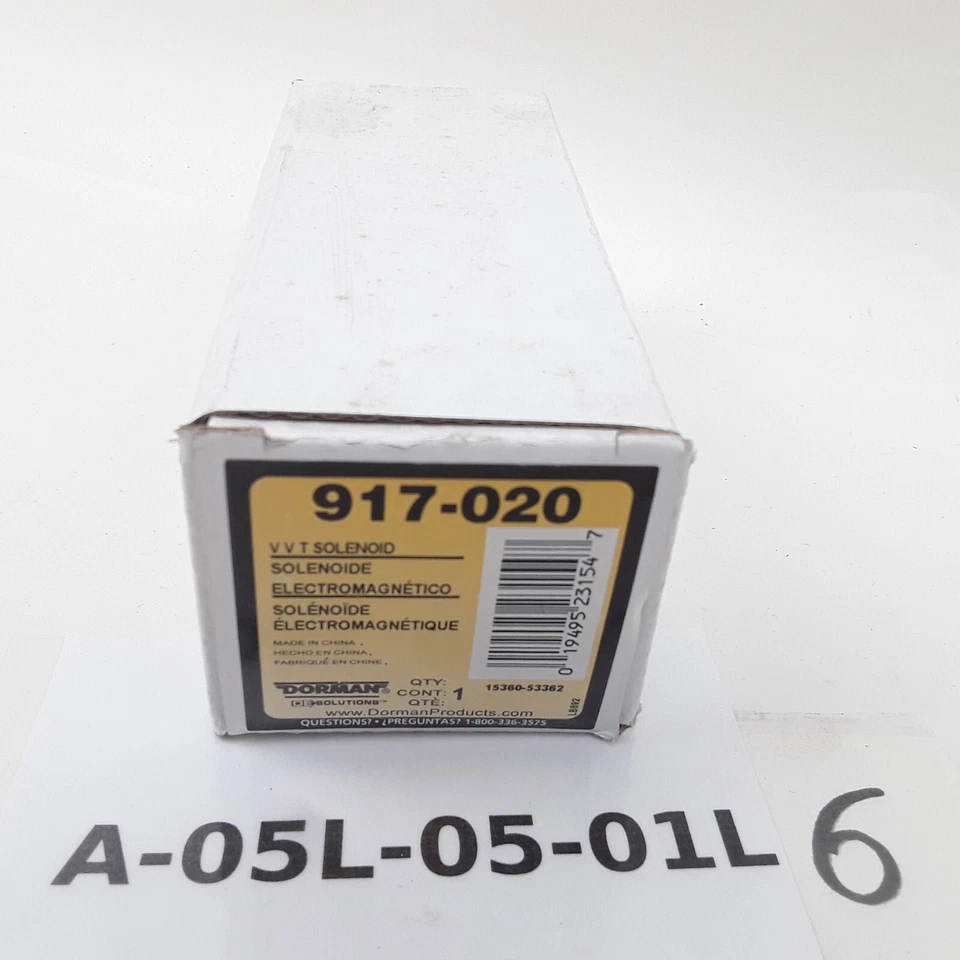 917-020
V V T SOLENOID
SOLENOIDE
ELECTROMAGNÉTICO
SOLÉNOÏDE
ÉLECTROMAGNÉTIQUE
MADE IN CHINA.
HECHO EN CHINA.
FABRIQUÉ EN CHINE.
0 19495 23154 7
DORMAN®
OE SOLUTIONS™
QTY:
CONT: 1
QTÉ:
15360-53362
LB092
www.DormanProducts.com
QUESTIONS? • ¿PREGUNTAS? 1-800-336-3575
A-05L-05-01L 6